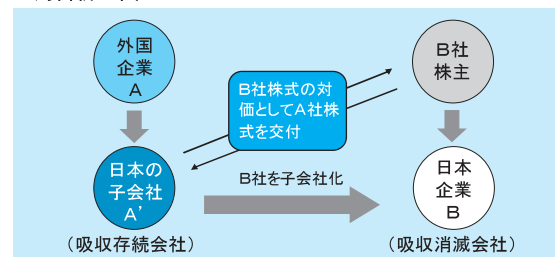 外国
企業
A
B社
株主
B社株式の対
価としてA社株
式を交付
日本の
子会社
A'
B社を子会社化
日本
企業
B
(吸収存続会社)
(吸収消滅会社)